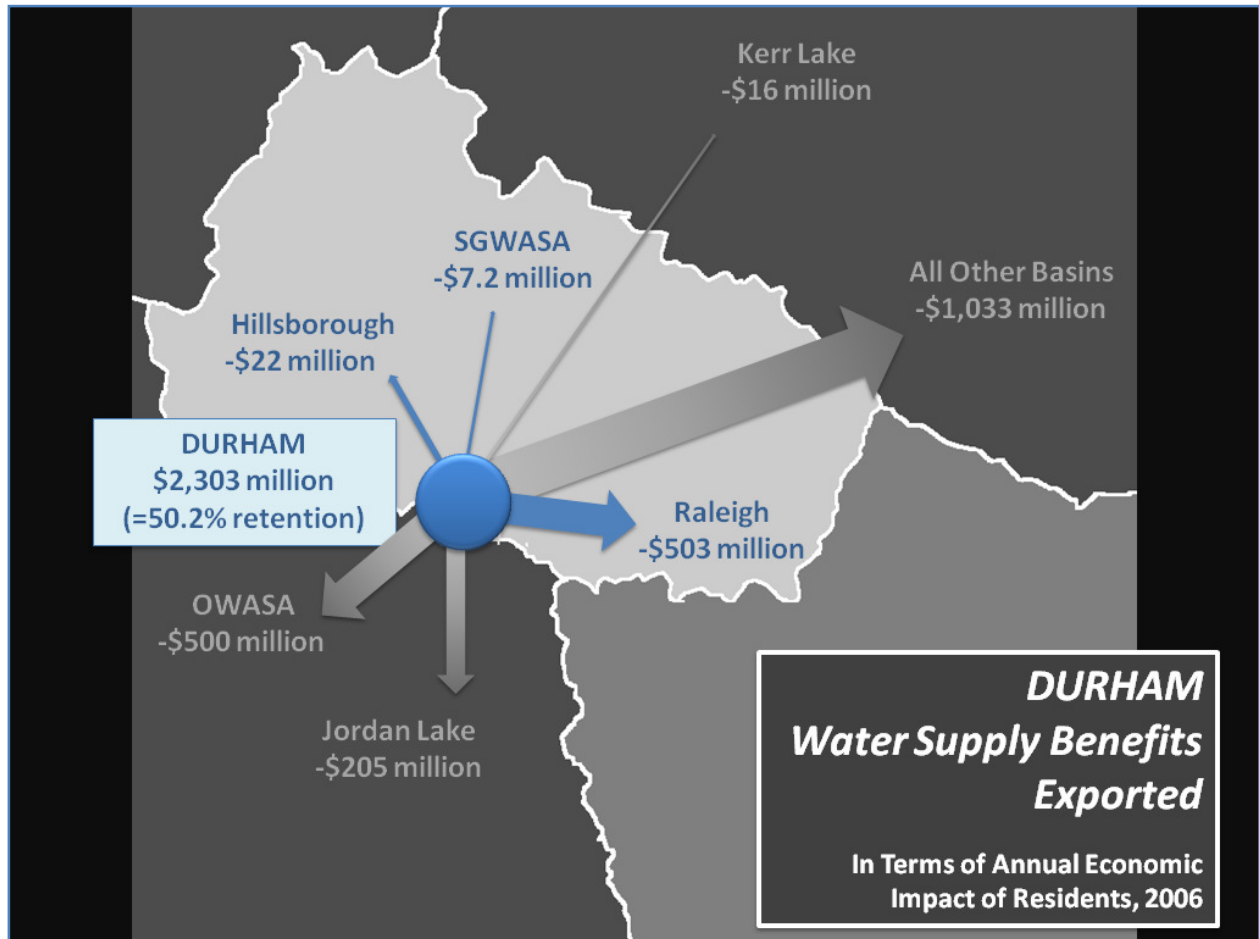 Kerr Lake
-$16 million
SGWASA
-$7.2 million
All Other Basins
-$1,033 million
Hillsborough
-$22 million
DURHAM
$2,303 million
(=50.2% retention)
Raleigh
-$503 million
OWASA
-$500 million
Jordan Lake
-$205 million
DURHAM
Water Supply Benefits
Exported
In Terms of Annual Economic
Impact of Residents, 2006